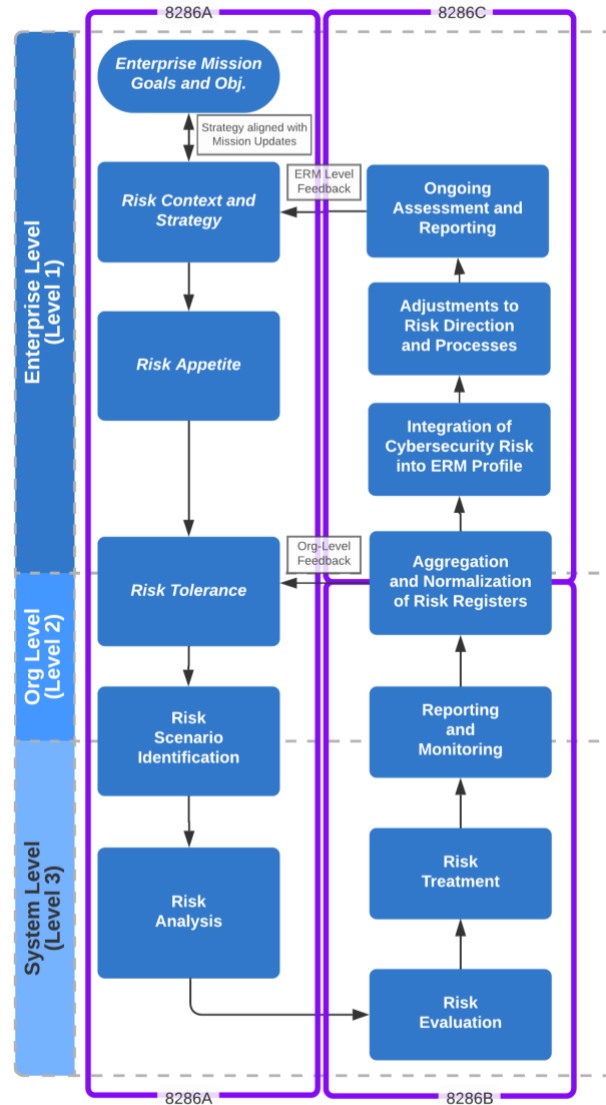 8286A
8286C
Enterprise Mission
Goals and Obj.
Strategy aligned with
Mission Updates
Risk Context and
Strategy
ERM Level
Feedback
Ongoing
Assessment and
Reporting
Enterprise Level
(Level 1)
Risk Appetite
Adjustments to
Risk Direction
and Processes
Integration of
Cybersecurity Risk
into ERM Profile
Risk Tolerance
Org-Level
Feedback
Aggregation
and Normalization
of Risk Registers
Org Level
(Level 2)
Risk
Scenario
Identification
Reporting
and
Monitoring
System Level
(Level 3)
Risk
Analysis
Risk
Treatment
Risk
Evaluation
8286A
8286B